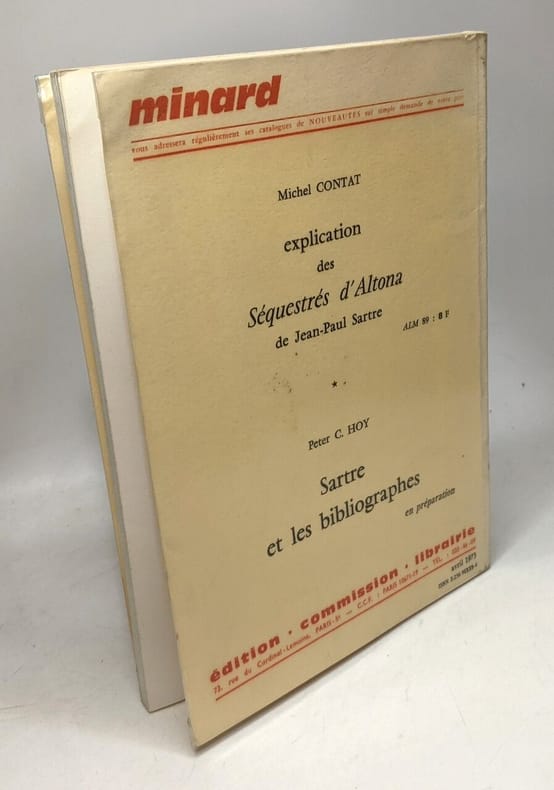 minard
vous adressera régulièrement ses catalogues de NOUVEAUTÉS sur simple demande de votre part
Michel CONTAT
explication
des
Séquestrés d'Altona
de Jean-Paul Sartre
ALM 89 : 8 F
*
Peter C. HOY
Sartre
et les bibliographes
en préparation
édition · commission · librairie
73, rue du Cardinal-Lemoine, PARIS-5e — C.C.P. : PARIS — TÉL. :
avril 1973
ISBN